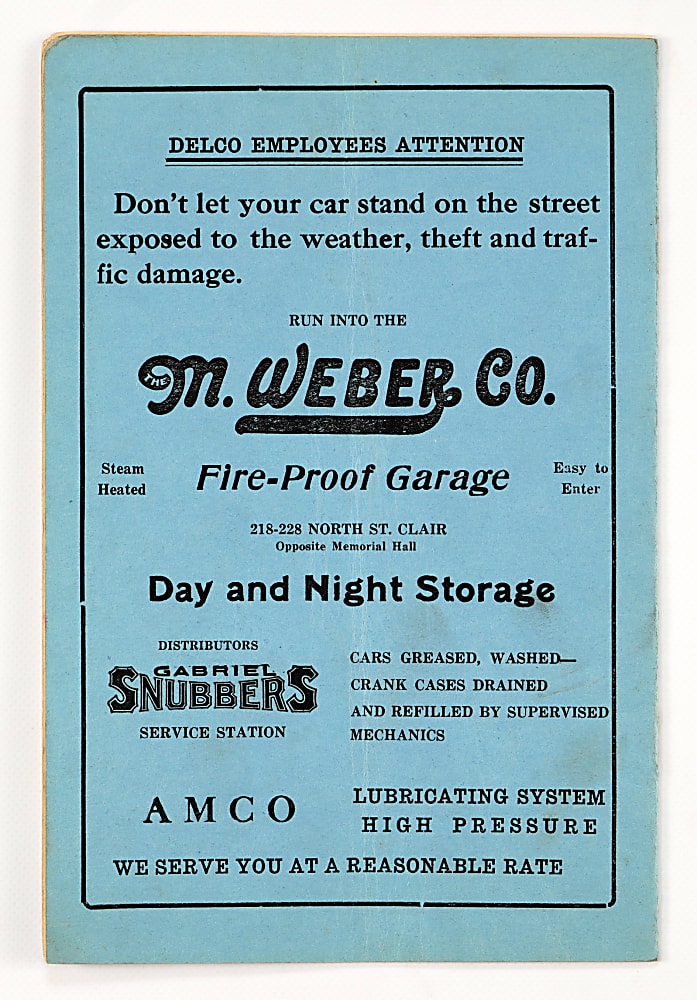 DELCO EMPLOYEES ATTENTION
Don't let your car stand on the street
exposed to the weather, theft and traf-
fic damage.
RUN INTO THE
THE M. WEBER CO.
Steam
Heated
Fire-Proof Garage
Easy to
Enter
218-228 NORTH ST. CLAIR
Opposite Memorial Hall
Day and Night Storage
DISTRIBUTORS
GABRIEL
SNUBBERS
SERVICE STATION
CARS GREASED, WASHED—
CRANK CASES DRAINED
AND REFILLED BY SUPERVISED
MECHANICS
AMCO
LUBRICATING SYSTEM
HIGH PRESSURE
WE SERVE YOU AT A REASONABLE RATE